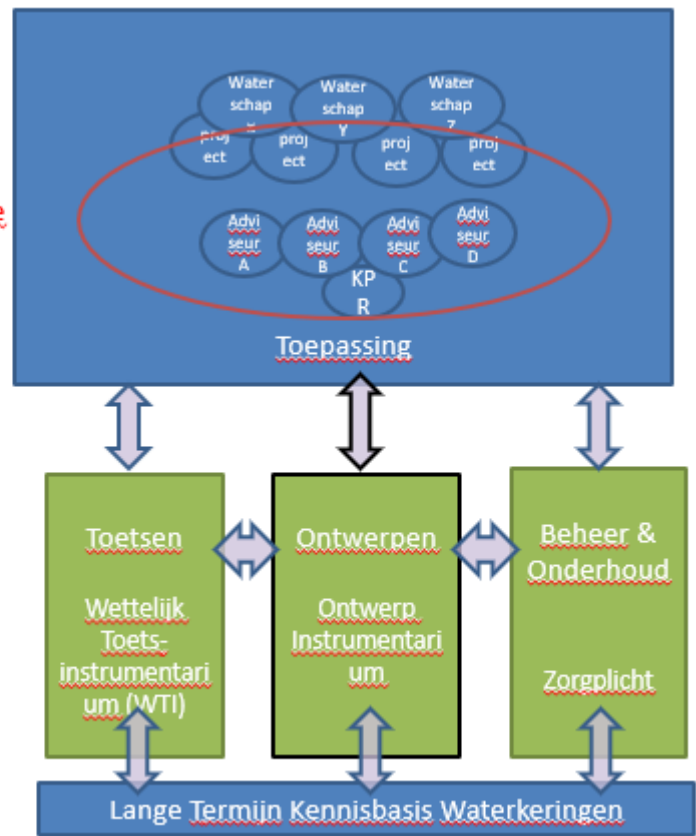 Water
schap
Water
schap
Y
Water
schap
Z
proj
ect
proj
ect
proj
ect
proj
ect
e
Advi
seur
A
Advi
seur
B
Advi
seur
C
Advi
seur
D
KP
R
Toepassing
Toetsen
Wettelijk
Toets-
instrumentari
um (WTI)
Ontwerpen
Ontwerp
Instrumentari
um
Beheer &
Onderhoud
Zorgplicht
Lange Termijn Kennisbasis Waterkeringen